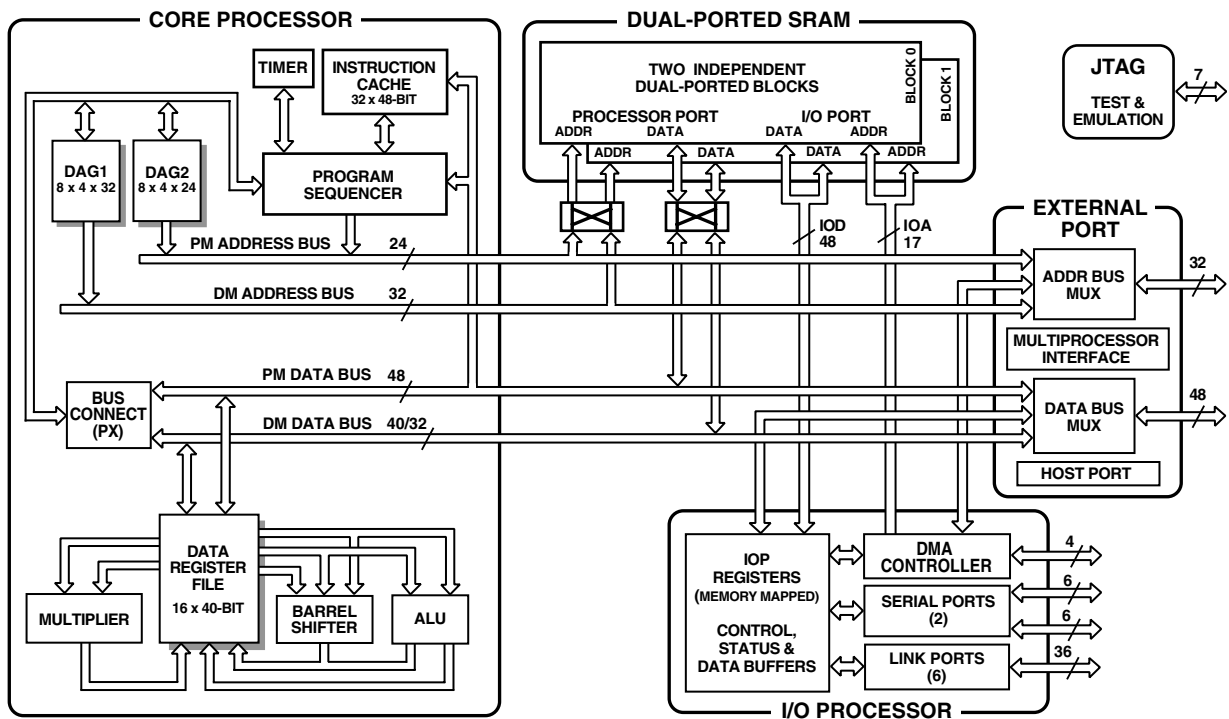 CORE PROCESSOR
TIMER
INSTRUCTION
CACHE
32 x 48-BIT
DAG1
8 x 4 x 32
DAG2
8 x 4 x 24
PROGRAM
SEQUENCER
PM ADDRESS BUS 24
DM ADDRESS BUS 32
PM DATA BUS 48
DM DATA BUS 40/32
BUS
CONNECT
(PX)
DATA
REGISTER
FILE
16 x 40-BIT
MULTIPLIER
BARREL
SHIFTER
ALU
DUAL-PORTED SRAM
TWO INDEPENDENT
DUAL-PORTED BLOCKS
BLOCK 0
BLOCK 1
PROCESSOR PORT
I/O PORT
ADDR
DATA
DATA
ADDR
ADDR
DATA
DATA
ADDR
IOD
48
IOA
17
JTAG
TEST &
EMULATION
7
EXTERNAL
PORT
ADDR BUS
MUX
32
MULTIPROCESSOR
INTERFACE
DATA BUS
MUX
48
HOST PORT
IOP
REGISTERS
(MEMORY MAPPED)
CONTROL,
STATUS &
DATA BUFFERS
DMA
CONTROLLER
4
SERIAL PORTS
(2)
6
6
LINK PORTS
(6)
36
I/O PROCESSOR